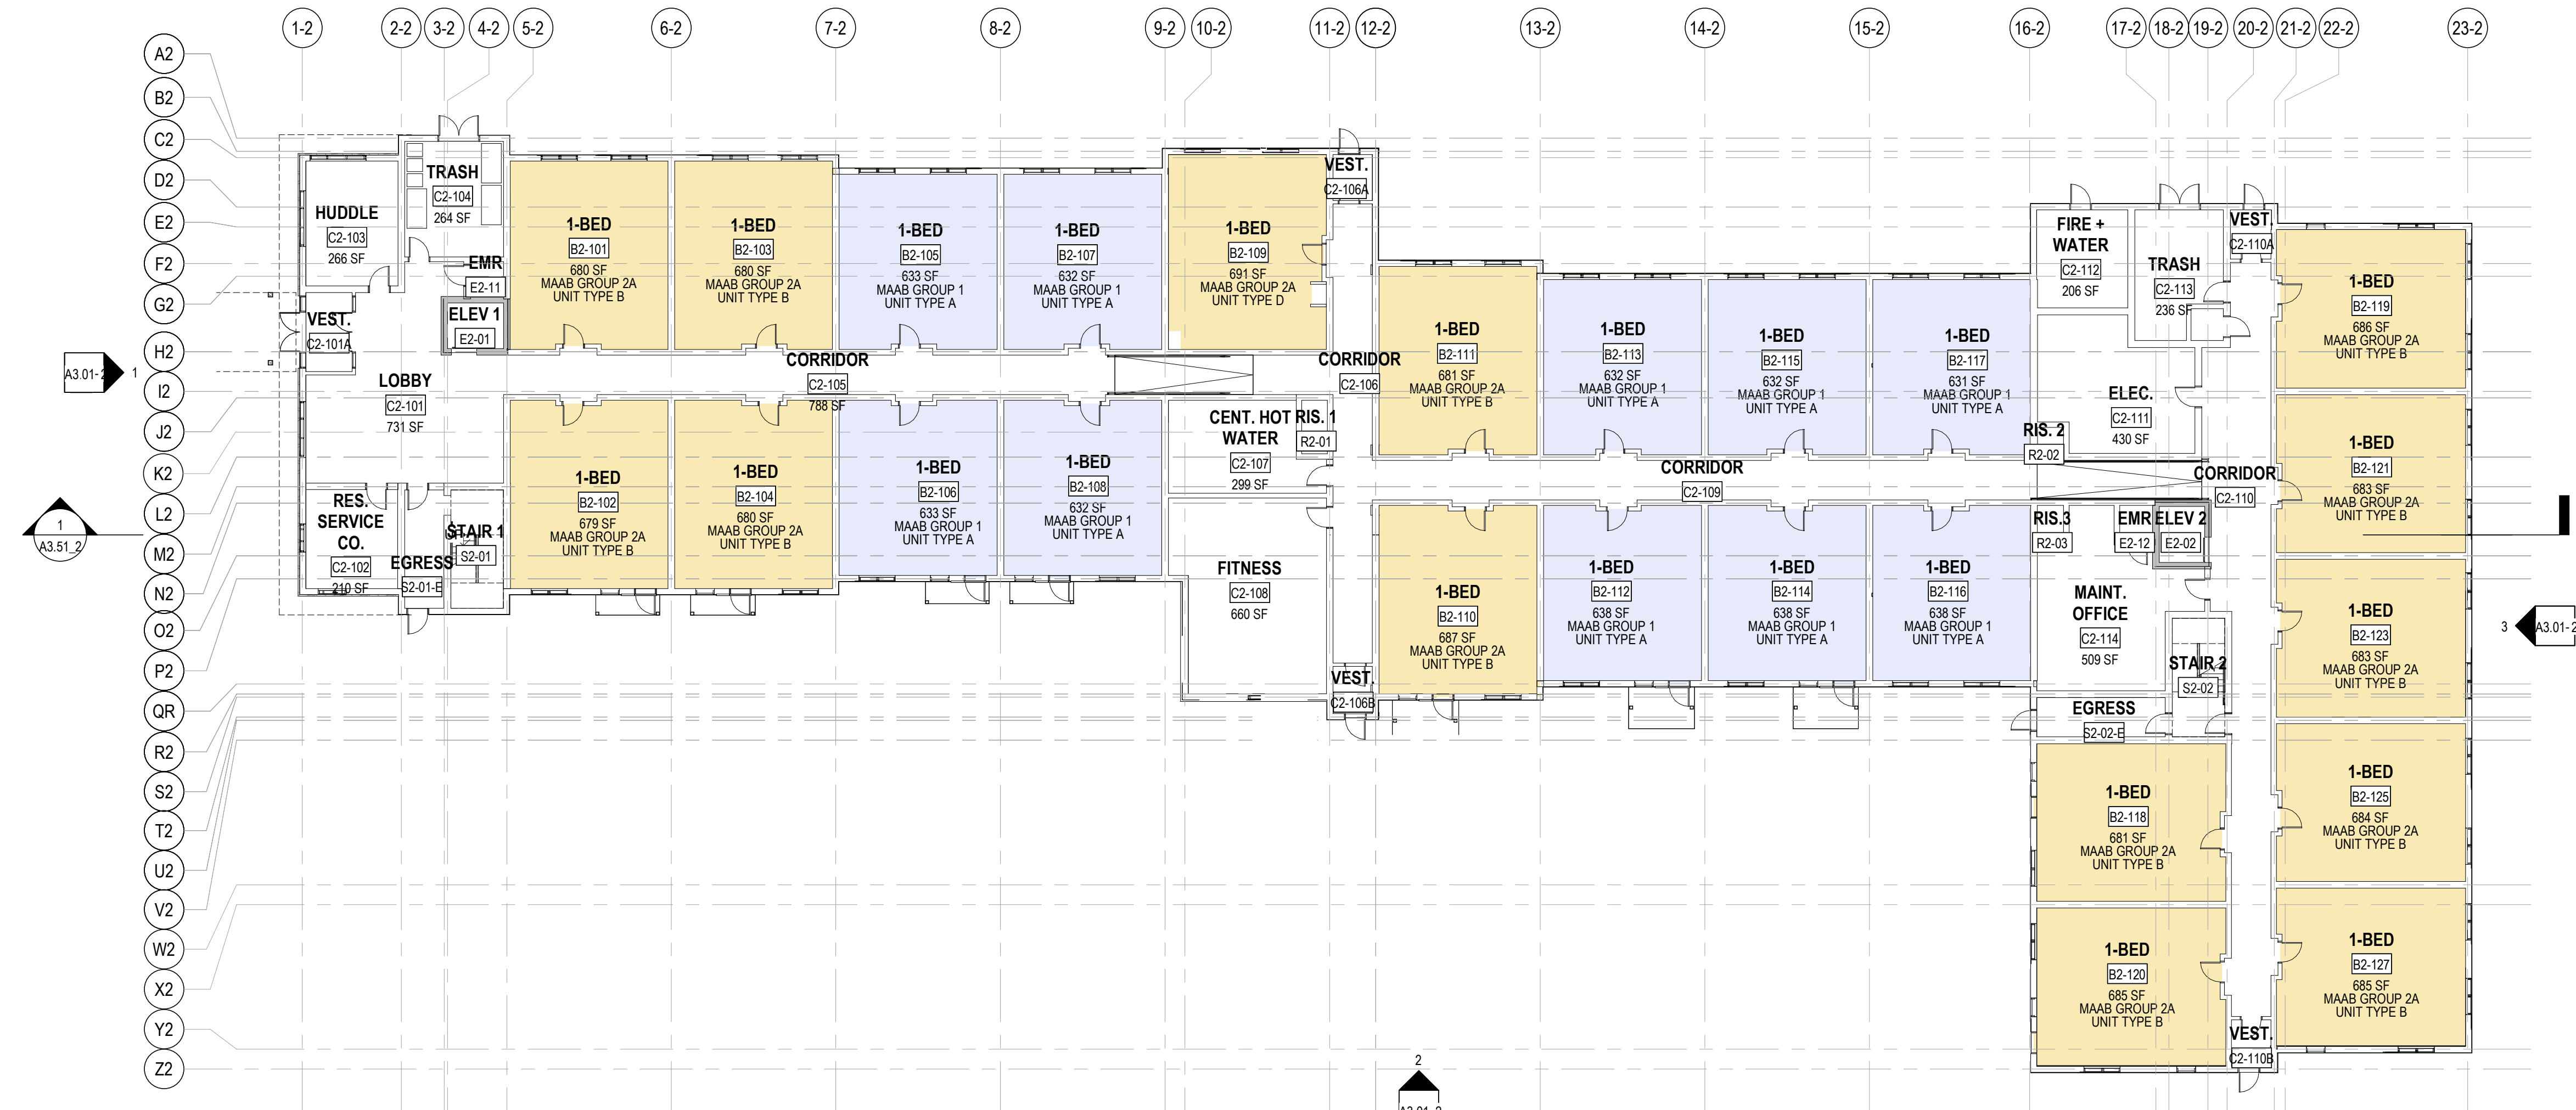 1-2 2-2 3-2 4-2 5-2 6-2 7-2 8-2 9-2 10-2 11-2 12-2 13-2 14-2 15-2 16-2 17-2 18-2 19-2 20-2 21-2 22-2 23-2
A2
B2
C2
D2
E2
F2
G2
H2
I2
J2
K2
L2
M2
N2
O2
P2
QR
R2
S2
T2
U2
V2
W2
X2
Y2
Z2
A3.01-2
1
1
A3.51_2
HUDDLE
C2-103
266 SF
TRASH
C2-104
264 SF
EMR
E2-11
ELEV 1
E2-01
VEST.
C2-101A
LOBBY
C2-101
731 SF
RES.
SERVICE
CO.
C2-102
210 SF
EGRESS
S2-01-E
STAIR 1
S2-01
1-BED
B2-101
680 SF
MAAB GROUP 2A
UNIT TYPE B
1-BED
B2-103
680 SF
MAAB GROUP 2A
UNIT TYPE B
1-BED
B2-105
633 SF
MAAB GROUP 1
UNIT TYPE A
1-BED
B2-107
632 SF
MAAB GROUP 1
UNIT TYPE A
1-BED
B2-109
691 SF
MAAB GROUP 2A
UNIT TYPE D
VEST.
C2-106A
CORRIDOR
C2-105
788 SF
CORRIDOR
C2-106
1-BED
B2-102
679 SF
MAAB GROUP 2A
UNIT TYPE B
1-BED
B2-104
680 SF
MAAB GROUP 2A
UNIT TYPE B
1-BED
B2-106
633 SF
MAAB GROUP 1
UNIT TYPE A
1-BED
B2-108
632 SF
MAAB GROUP 1
UNIT TYPE A
CENT. HOT
WATER
C2-107
299 SF
RIS. 1
R2-01
FITNESS
C2-108
660 SF
VEST.
C2-106B
1-BED
B2-111
681 SF
MAAB GROUP 2A
UNIT TYPE B
1-BED
B2-113
632 SF
MAAB GROUP 1
UNIT TYPE A
1-BED
B2-115
632 SF
MAAB GROUP 1
UNIT TYPE A
1-BED
B2-117
631 SF
MAAB GROUP 1
UNIT TYPE A
CORRIDOR
C2-109
1-BED
B2-110
687 SF
MAAB GROUP 2A
UNIT TYPE B
1-BED
B2-112
638 SF
MAAB GROUP 1
UNIT TYPE A
1-BED
B2-114
638 SF
MAAB GROUP 1
UNIT TYPE A
1-BED
B2-116
638 SF
MAAB GROUP 1
UNIT TYPE A
FIRE +
WATER
C2-112
206 SF
TRASH
C2-113
236 SF
VEST.
C2-110A
ELEC.
C2-111
430 SF
RIS. 2
R2-02
CORRIDOR
C2-110
RIS.3
R2-03
EMR
E2-12
ELEV 2
E2-02
MAINT.
OFFICE
C2-114
509 SF
STAIR 2
S2-02
EGRESS
S2-02-E
1-BED
B2-118
681 SF
MAAB GROUP 2A
UNIT TYPE B
1-BED
B2-120
685 SF
MAAB GROUP 2A
UNIT TYPE B
VEST.
C2-110B
1-BED
B2-119
686 SF
MAAB GROUP 2A
UNIT TYPE B
1-BED
B2-121
683 SF
MAAB GROUP 2A
UNIT TYPE B
1-BED
B2-123
683 SF
MAAB GROUP 2A
UNIT TYPE B
1-BED
B2-125
684 SF
MAAB GROUP 2A
UNIT TYPE B
1-BED
B2-127
685 SF
MAAB GROUP 2A
UNIT TYPE B
3
A3.01-2
2